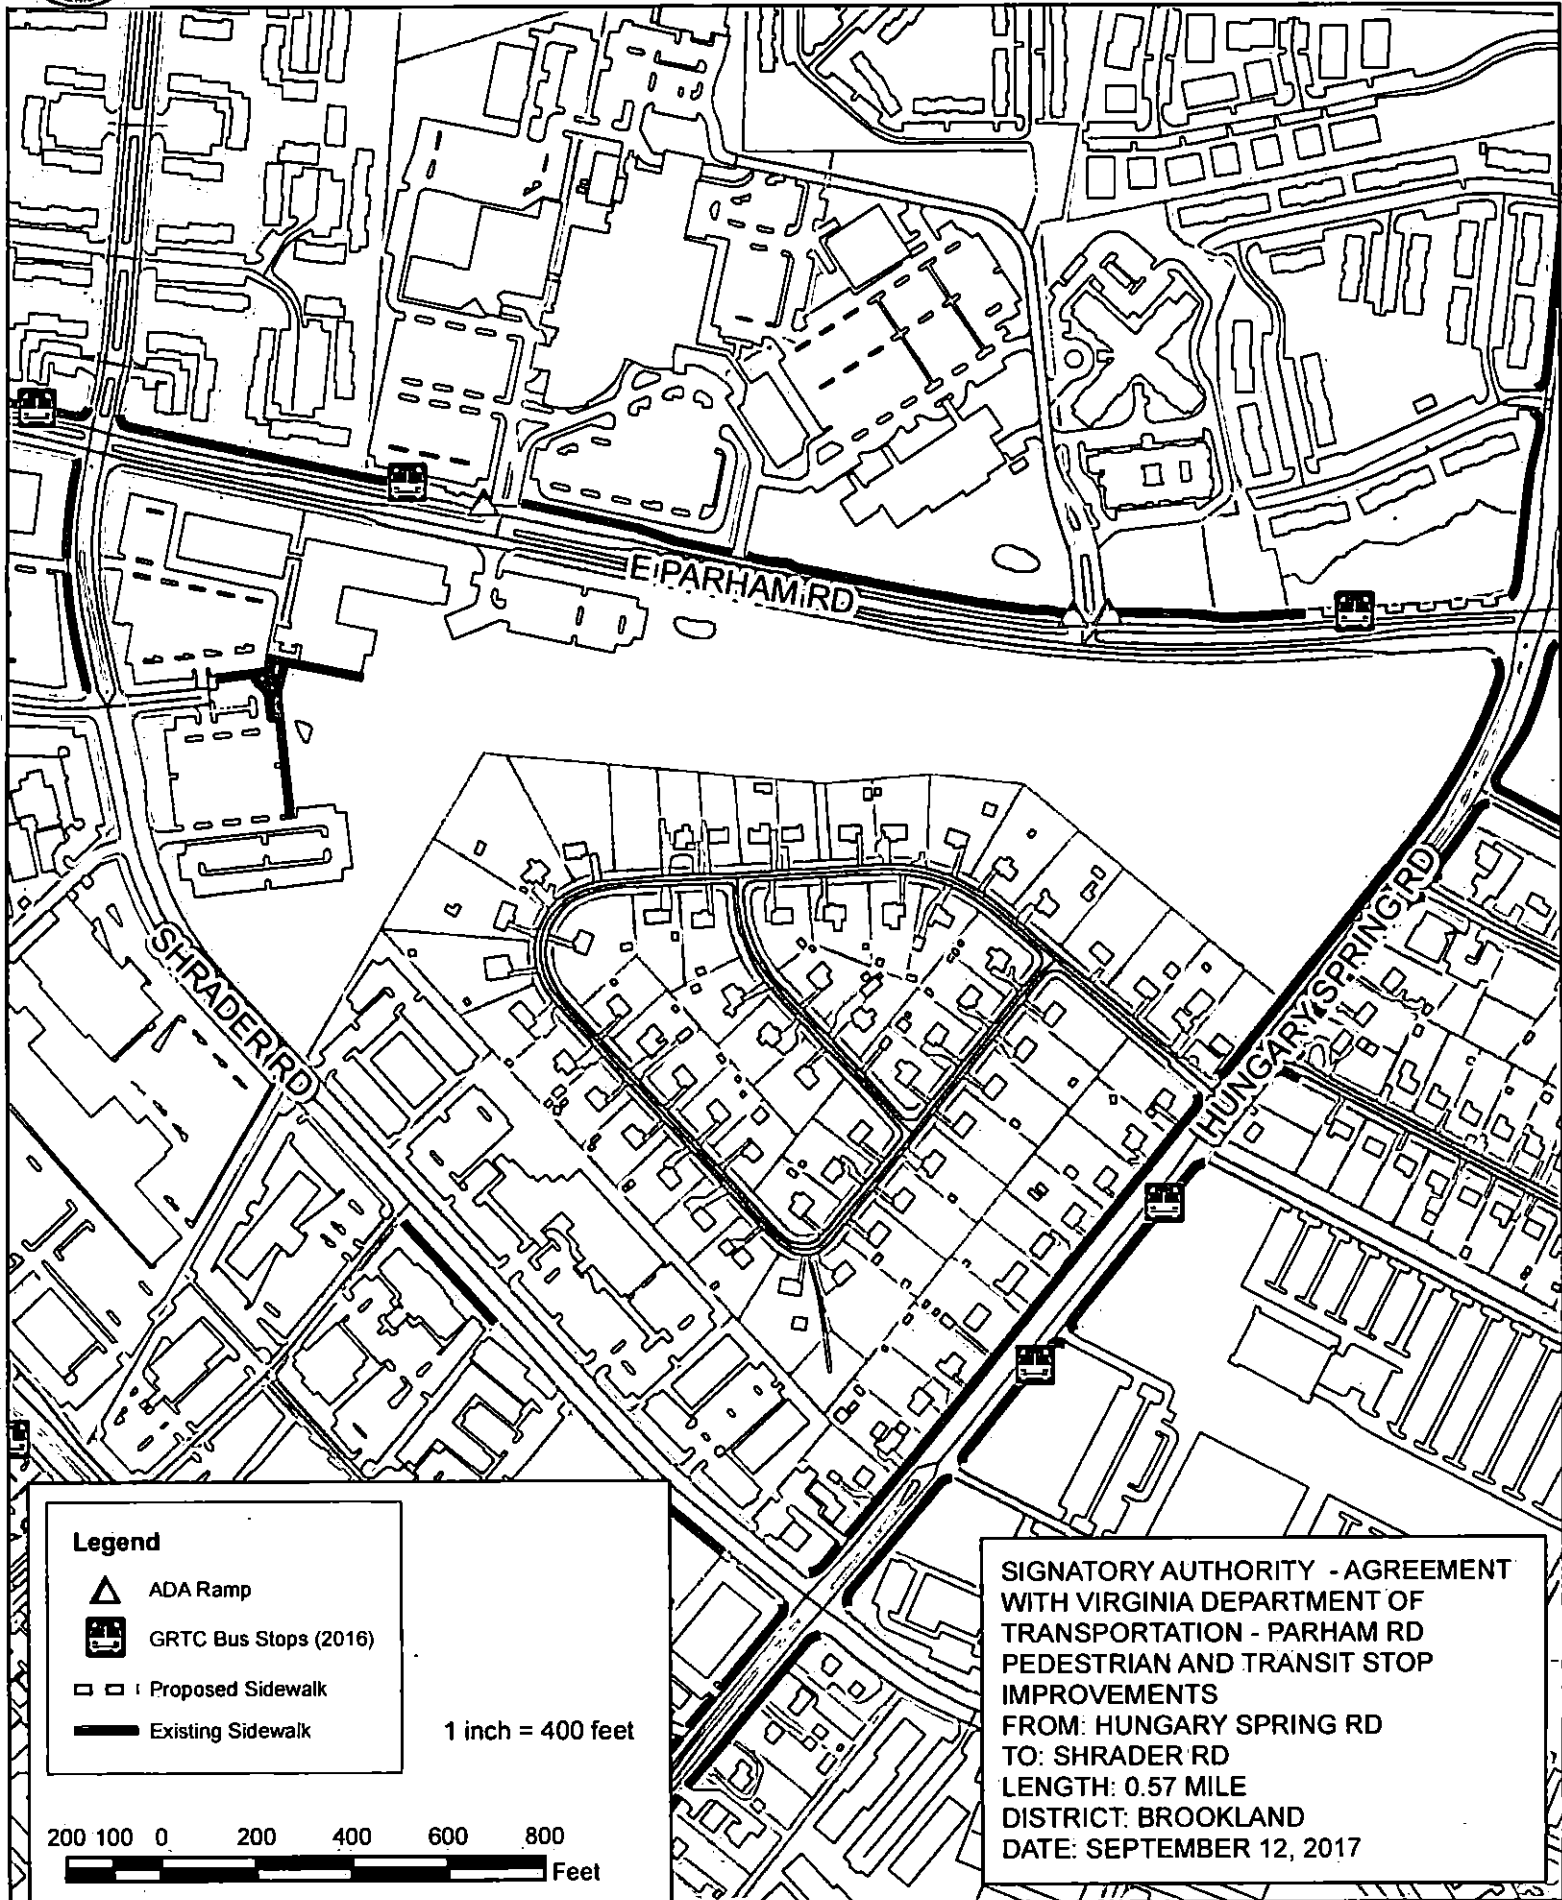 E PARHAM RD
SHRADER RD
HUNGARY SPRING RD
Legend
ADA Ramp
GRTC Bus Stops (2016)
Proposed Sidewalk
Existing Sidewalk
1 inch = 400 feet
200 100 0 200 400 600 800
Feet
SIGNATORY AUTHORITY - AGREEMENT
WITH VIRGINIA DEPARTMENT OF
TRANSPORTATION - PARHAM RD
PEDESTRIAN AND TRANSIT STOP
IMPROVEMENTS
FROM: HUNGARY SPRING RD
TO: SHRADER RD
LENGTH: 0.57 MILE
DISTRICT: BROOKLAND
DATE: SEPTEMBER 12, 2017